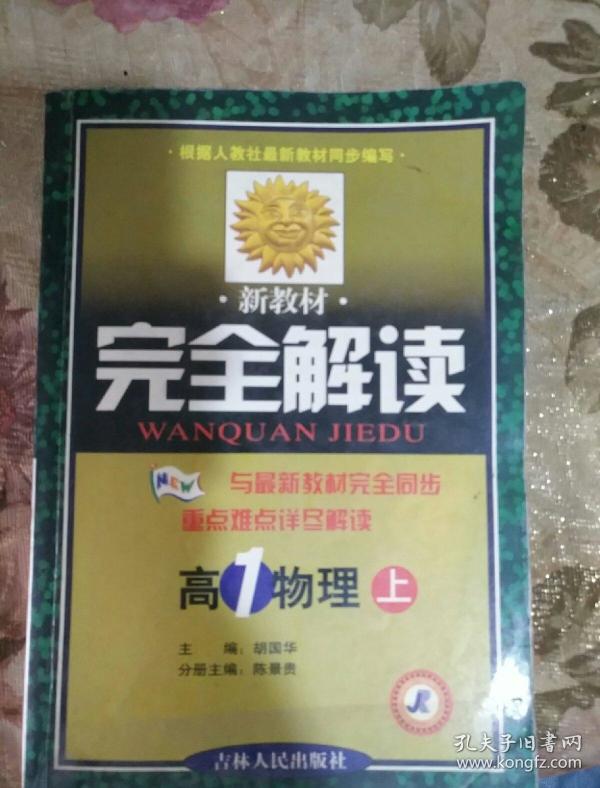 ·根据人教社最新教材同步编写·
·新教材·
完全解读
WANQUAN JIEDU
NEW
与最新教材完全同步
重点难点详尽解读
高1物理 上
主 编：胡国华
分册主编：陈景贵
JR
吉林人民出版社
孔夫子旧书网
www.kongfz.com